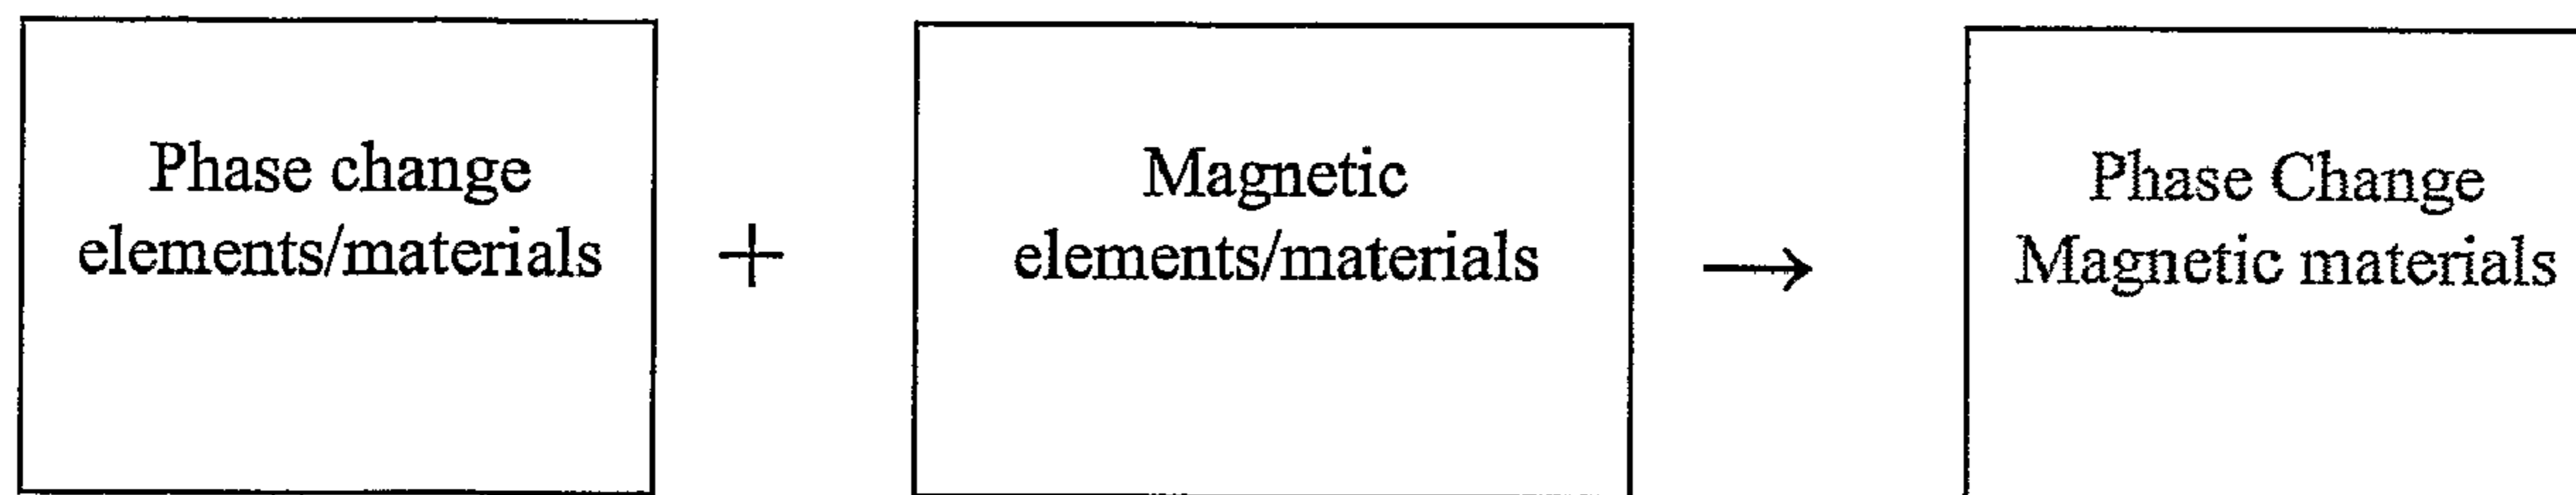 Phase change
elements/materials
+
Magnetic
elements/materials
→
Phase Change
Magnetic materials